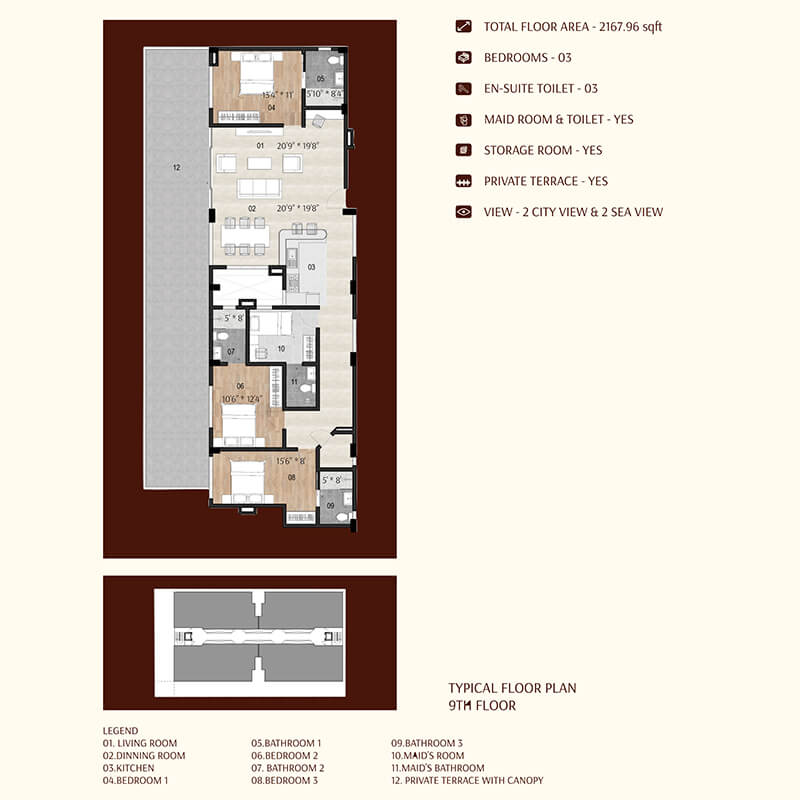 TOTAL FLOOR AREA - 2167.96 sqft
BEDROOMS - 03
EN-SUITE TOILET - 03
MAID ROOM & TOILET - YES
STORAGE ROOM - YES
PRIVATE TERRACE - YES
VIEW - 2 CITY VIEW & 2 SEA VIEW
05
15'4" * 11'
5'10" * 8'4"
04
01 20'9" * 19'8"
12
02 20'9" * 19'8"
03
5' * 8'
10
07
11
06
10'6" * 12'4"
15'6" * 8'
08
5' * 8'
09
TYPICAL FLOOR PLAN
9TH FLOOR
LEGEND
01. LIVING ROOM
02.DINNING ROOM
03.KITCHEN
04.BEDROOM 1
05.BATHROOM 1
06.BEDROOM 2
07. BATHROOM 2
08.BEDROOM 3
09.BATHROOM 3
10.MAID'S ROOM
11.MAID'S BATHROOM
12. PRIVATE TERRACE WITH CANOPY